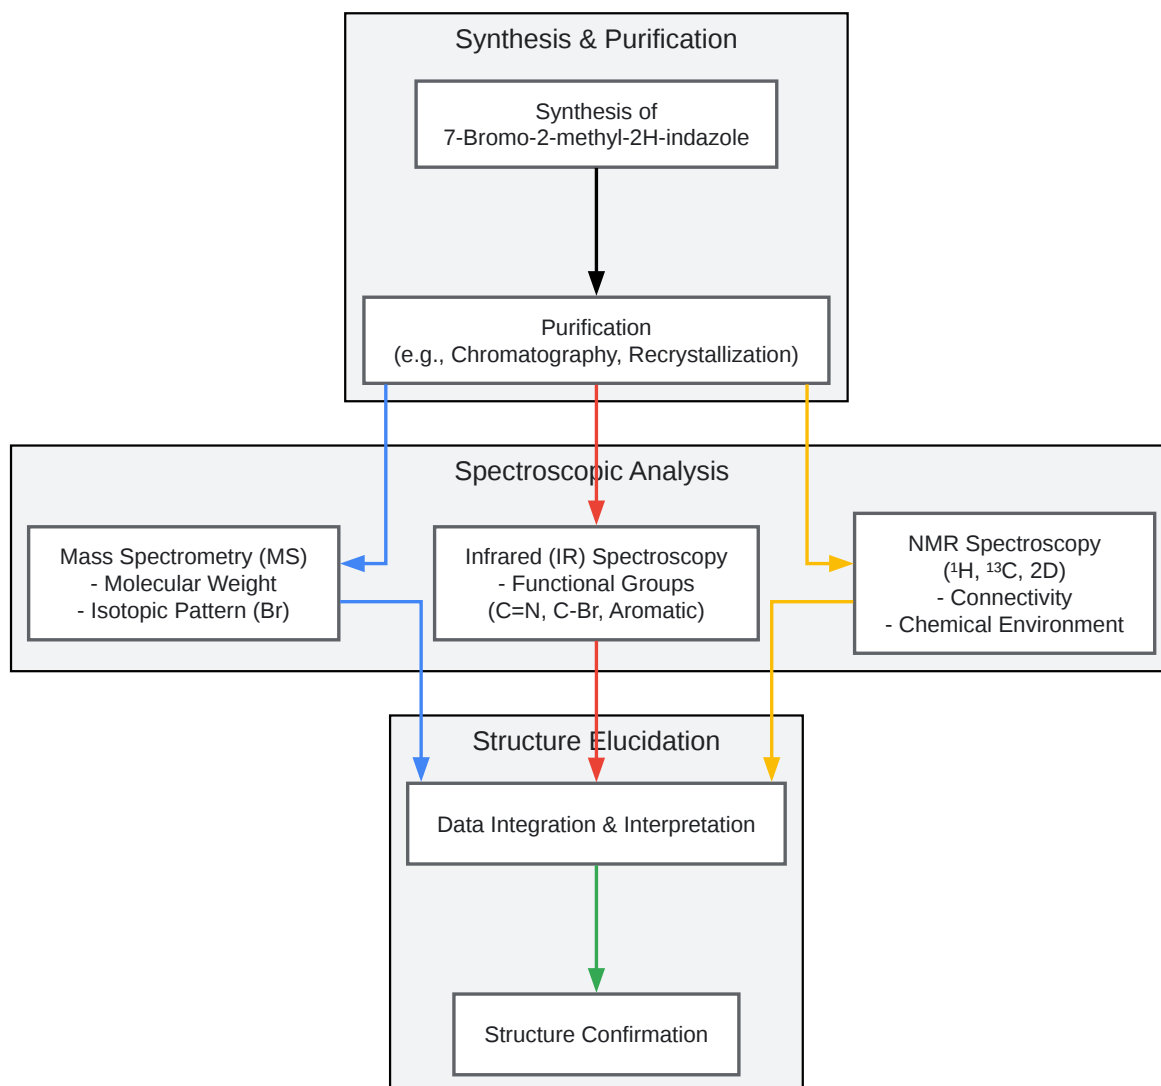 Synthesis & Purification
Synthesis of
7-Bromo-2-methyl-2H-indazole
Purification
(e.g., Chromatography, Recrystallization)
Spectroscopic Analysis
Mass Spectrometry (MS)
- Molecular Weight
- Isotopic Pattern (Br)
Infrared (IR) Spectroscopy
- Functional Groups
(C=N, C-Br, Aromatic)
NMR Spectroscopy
(¹H, ¹³C, 2D)
- Connectivity
- Chemical Environment
Structure Elucidation
Data Integration & Interpretation
Structure Confirmation